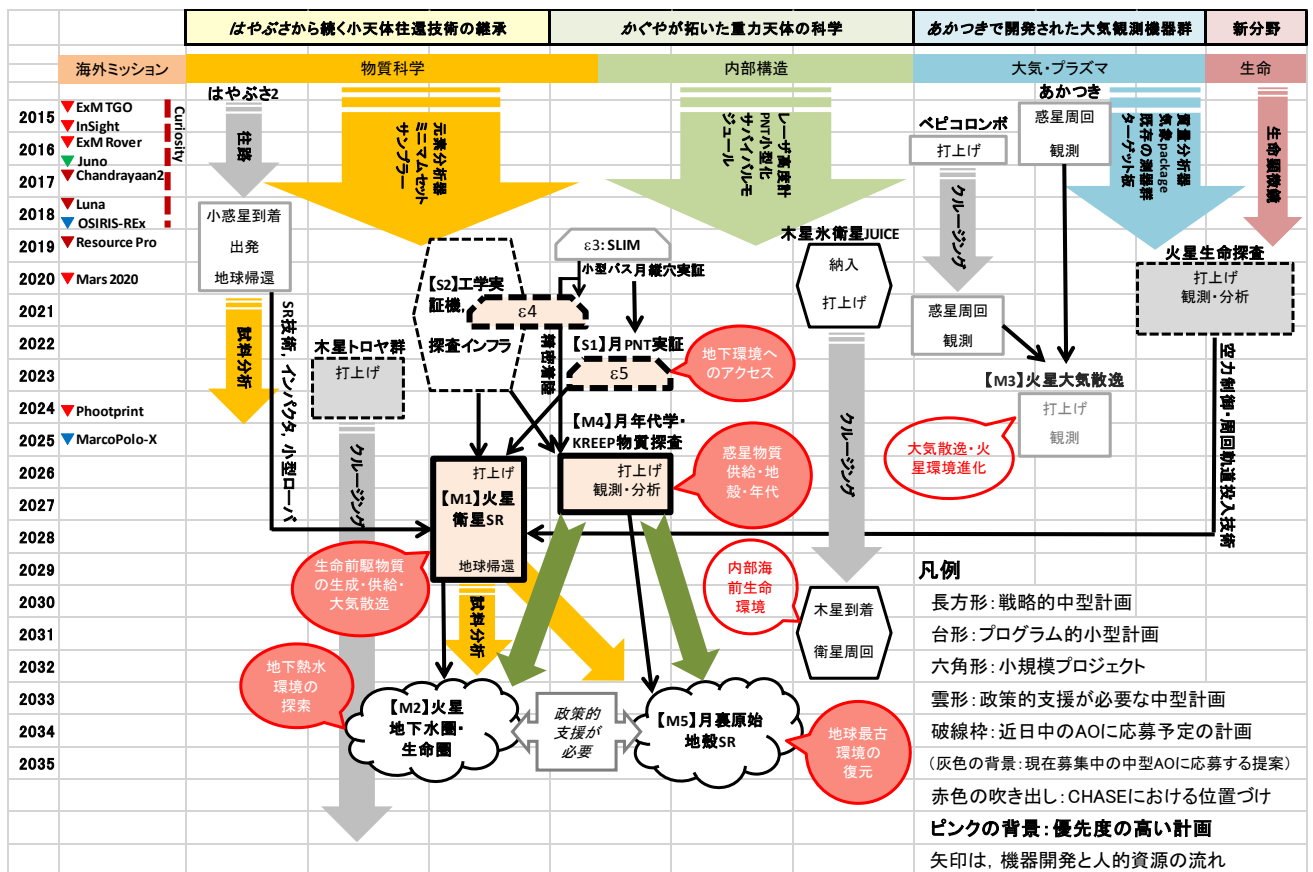 はやぶさから続く小天体往還技術の継承
かぐやが拓いた重力天体の科学
あかつきで開発された大気観測機器群
新分野
海外ミッション
物質科学
内部構造
大気・プラズマ
生命
2015
2016
2017
2018
2019
2020
2021
2022
2023
2024
2025
2026
2027
2028
2029
2030
2031
2032
2033
2034
2035
ExM TGO
InSight
ExM Rover
Juno
Chandrayaan2
Luna
OSIRIS-REx
Resource Pro
Mars 2020
Phootprint
MarcoPolo-X
Curiosity
はやぶさ2
往路
小惑星到着
出発
地球帰還
試料分析
SR技術，インパクタ，小型ローバ
木星トロヤ群
打上げ
クルージング
元素分析器
ミニマムセット
サンプラー
【S2】工学実
証機，
探査インフラ
ε3: SLIM
小型バス
月縦穴実証
ε4
精密着陸
【S1】月PNT実証
ε5
地下環境へ
のアクセス
【M4】月年代学・
KREEP物質探査
打上げ
観測・分析
惑星物質
供給・地
殻・年代
打上げ
【M1】火星
衛星SR
地球帰還
生命前駆物質
の生成・供給・
大気散逸
試料分析
地下熱水
環境の
探索
【M2】火星
地下水圏・
生命圏
政策的
支援が
必要
【M5】月裏原始
地殻SR
地球最古
環境の
復元
レーザ高度計
PNT小型化
サバイバルモ
ジュール
木星氷衛星JUICE
納入
打上げ
クルージング
内部海
前生命
環境
木星到着
衛星周回
ベピコロンボ
打上げ
クルージング
惑星周回
観測
あかつき
惑星周回
観測
質量分析器
気象package
既存の測器群
ターゲット板
【M3】火星大気散逸
打上げ
観測
大気散逸・火
星環境進化
生命顕微鏡
火星生命探査
打上げ
観測・分析
空力制御・周回軌道投入技術
凡例
長方形：戦略的中型計画
台形：プログラム的小型計画
六角形：小規模プロジェクト
雲形：政策的支援が必要な中型計画
破線枠：近日中のAOに応募予定の計画
（灰色の背景：現在募集中の中型AOに応募する提案）
赤色の吹き出し：CHASEにおける位置づけ
ピンクの背景：優先度の高い計画
矢印は，機器開発と人的資源の流れ